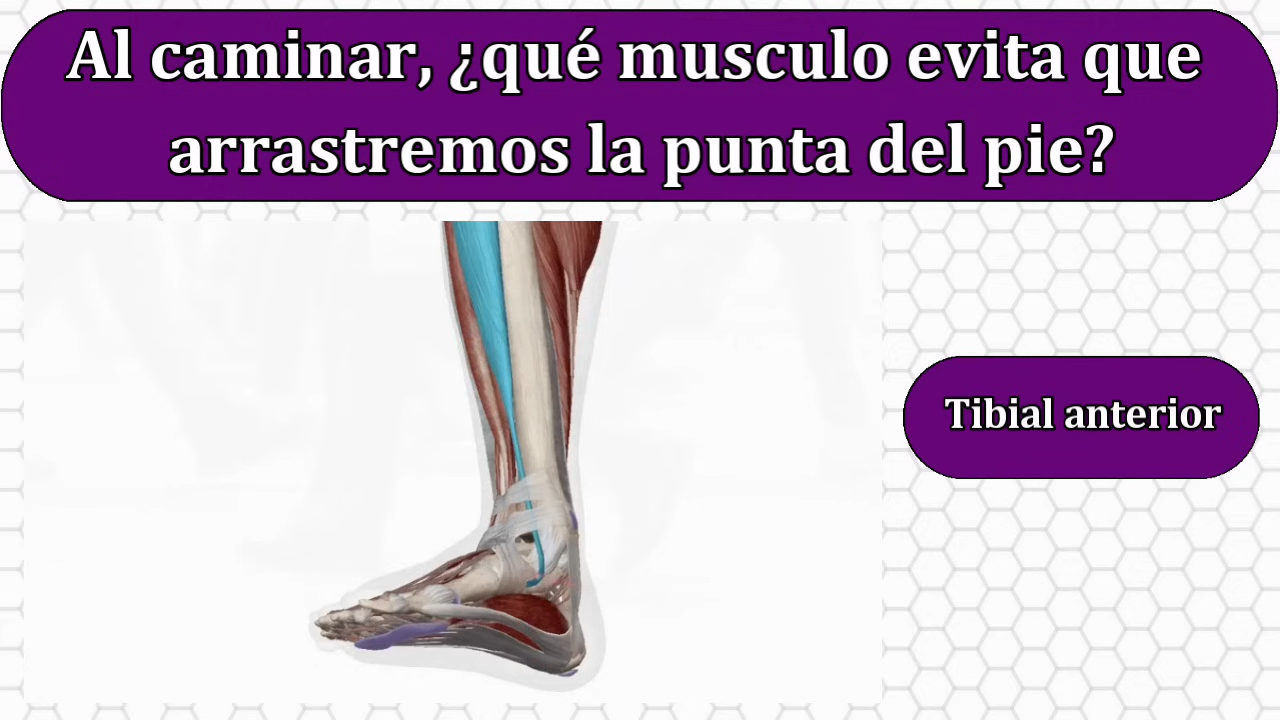 Al caminar, ¿qué musculo evita que
arrastremos la punta del pie?
Tibial anterior